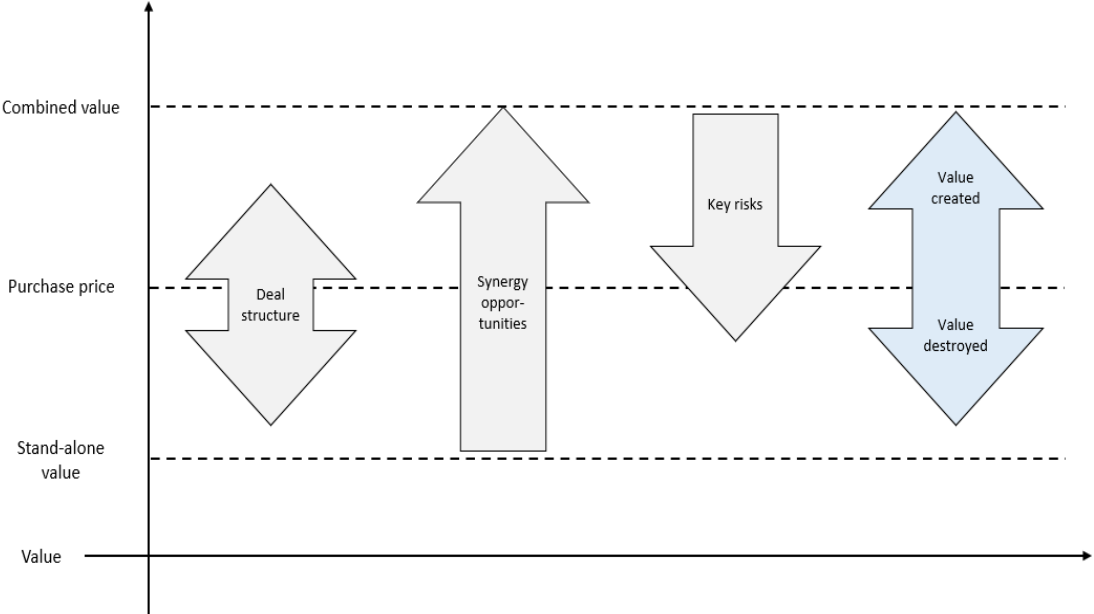 Combined value
Value
created
Key risks
Synergy
oppor-
tunities
Purchase price
Deal
structure
Value
destroyed
Stand-alone
value
Value